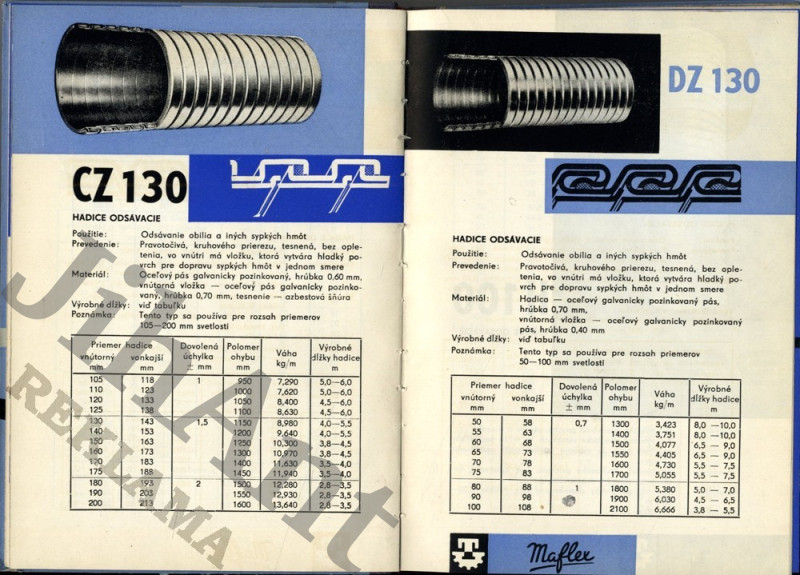 CZ 130
HADICE ODSÁVACIE
Použitie: Odsávanie obilia a iných sypkých hmôt
Prevedenie: Pravotočivá, kruhového prierezu, tesnená, bez ople-
tenia, vo vnútri má vložku, ktorá vytvára hladký po-
vrch pre dopravu sypkých hmôt v jednom smere
Materiál: Oceľový pás galvanicky pozinkovaný, hrúbka 0,60 mm,
vnútorná vložka — oceľový pás galvanicky pozinko-
vaný, hrúbka 0,70 mm, tesnenie — azbestová šnúra
Výrobné dĺžky: viď tabuľku
Poznámka: Tento typ sa používa pre rozsah priemerov
105—200 mm svetlosti
Priemer hadice Dovolená Polomer Váha Výrobné
vnútorný vonkajší úchylka ohybu kg/m dĺžky hadice
mm mm ± mm mm m
105 118 1 950 7,290 5,0—6,0
110 123 1000 7,620 5,0—6,0
120 133 1050 8,400 4,5—6,0
125 138 1100 8,630 4,5—6,0
130 143 1,5 1150 8,980 4,0—5,5
140 153 1200 9,640 4,0—5,5
150 163 1250 10,300 3,8—4,5
160 173 1300 10,970 3,8—4,5
170 183 1400 11,630 3,5—4,0
175 188 1450 11,940 3,5—4,0
180 193 2 1500 12,280 2,8—3,5
190 203 1550 12,930 2,8—3,5
200 213 1600 13,640 2,8—3,5
DZ 130
HADICE ODSÁVACIE
Použitie: Odsávanie obilia a iných sypkých hmôt
Prevedenie: Pravotočivá, kruhového prierezu, tesnená, bez ople-
tenia, vo vnútri má vložku, ktorá vytvára hladký po-
vrch pre dopravu sypkých hmôt v jednom smere
Materiál: Hadica — oceľový galvanicky pozinkovaný pás,
hrúbka 0,70 mm,
vnútorná vložka — oceľový galvanicky pozinkovaný
pás, hrúbka 0,40 mm
Výrobné dĺžky: viď tabuľku
Poznámka: Tento typ sa používa pre rozsah priemerov
50—100 mm svetlosti
Priemer hadice Dovolená Polomer Váha Výrobné
vnútorný vonkajší úchylka ohybu kg/m dĺžky hadice
mm mm ± mm mm m
50 58 0,7 1300 3,423 8,0 —10,0
55 63 1400 3,751 8,0 —10,0
60 68 1500 4,077 6,5 — 9,0
65 73 1550 4,405 6,5 — 9,0
70 78 1600 4,730 5,5 — 7,5
75 83 1700 5,055 5,5 — 7,5
80 88 1 1800 5,380 5,0 — 7,0
90 98 1900 6,030 4,5 — 6,5
100 108 2100 6,666 3,8 — 5,5
Maflex
JinAnt
REKLAMA